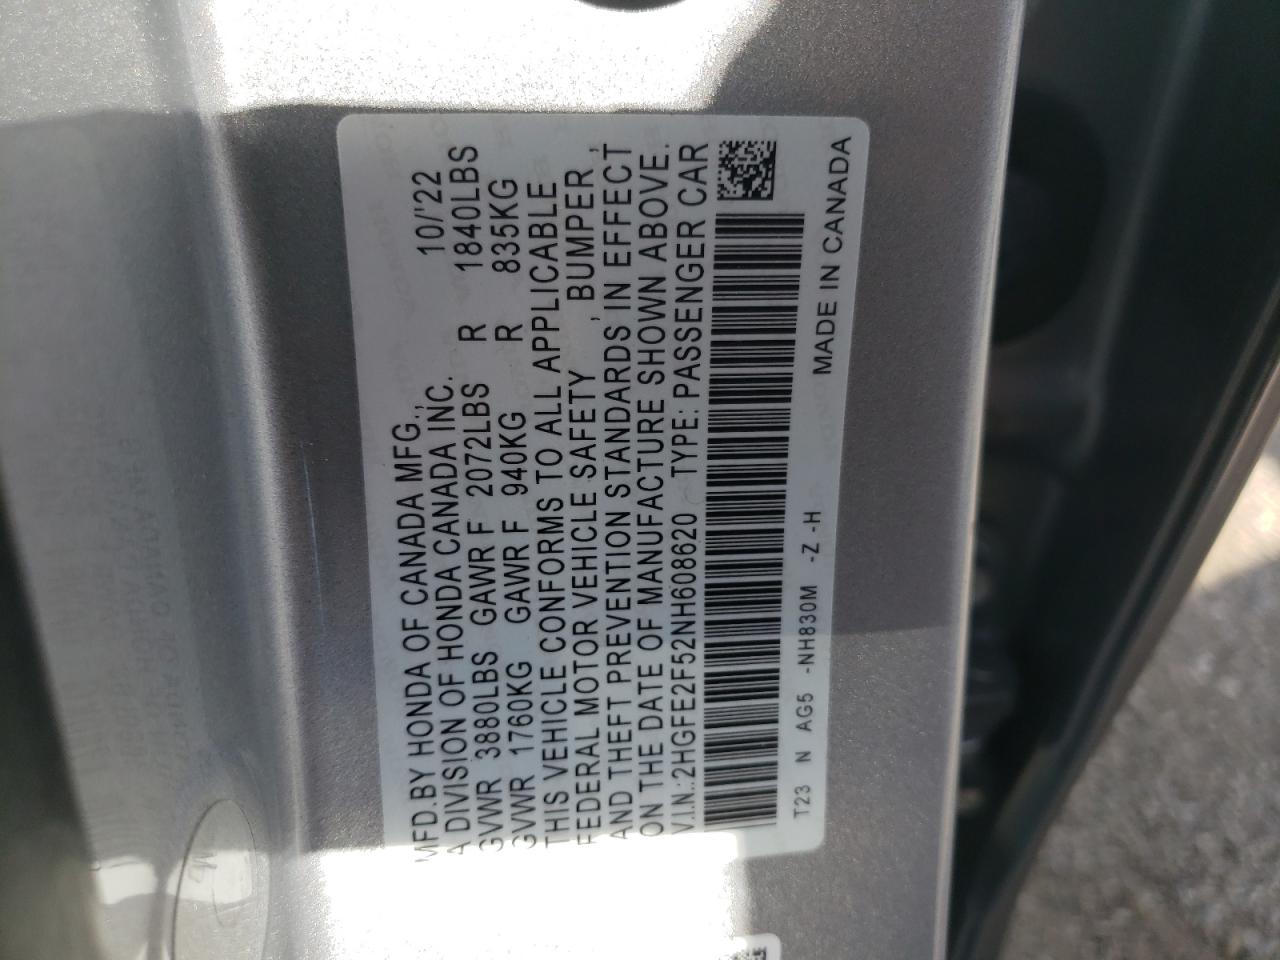 MFD.BY HONDA OF CANADA MFG., 10/'22
A DIVISION OF HONDA CANADA INC.
GVWR 3880LBS GAWR F 2072LBS R 1840LBS
GVWR 1760KG GAWR F 940KG R 835KG
THIS VEHICLE CONFORMS TO ALL APPLICABLE
FEDERAL MOTOR VEHICLE SAFETY , BUMPER ,
AND THEFT PREVENTION STANDARDS IN EFFECT
ON THE DATE OF MANUFACTURE SHOWN ABOVE.
V.I.N.:2HGFE2F52NH608620 TYPE: PASSENGER CAR
T23 N AG5 -NH830M -Z -H MADE IN CANADA